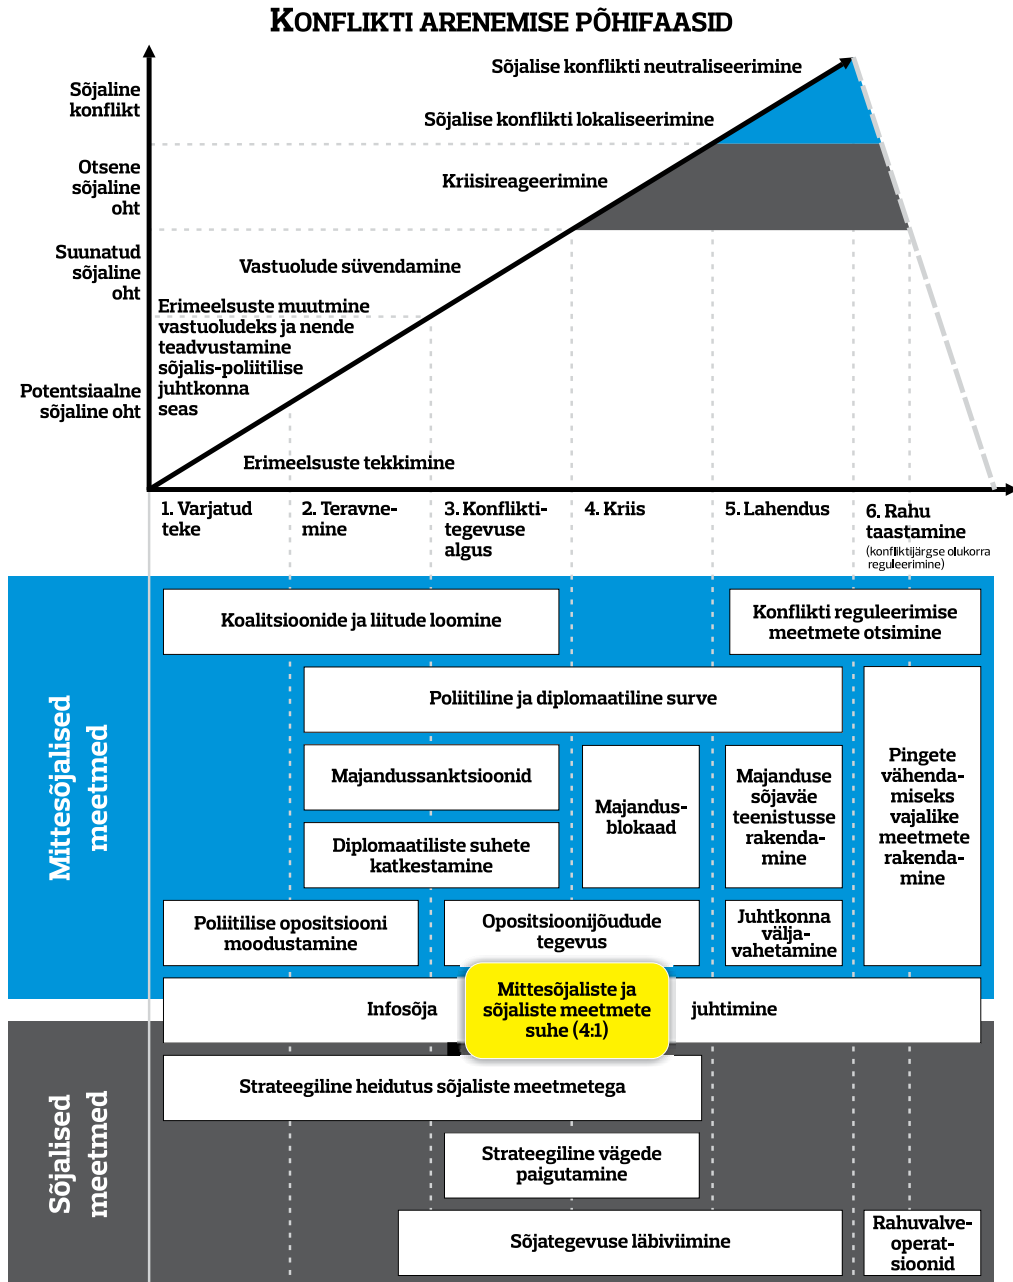 KONFLIKTI ARENEMISE PÕHIFAASID
Sõjaline
konflikt
Otsene
sõjaline
oht
Suunatud
sõjaline
oht
Potentsiaalne
sõjaline oht
Sõjalise konflikti neutraliseerimine
Sõjalise konflikti lokaliseerimine
Kriisireageerimine
Vastuolude süvendamine
Erimeelsuste muutmine
vastuoludeks ja nende
teadvustamine
sõjalis-poliitilise
juhtkonna
seas
Erimeelsuste tekkimine
1. Varjatud
teke
2. Teravne-
mine
3. Konflikti-
tegevuse
algus
4. Kriis
5. Lahendus
6. Rahu
taastamine
(konfliktijärgse olukorra
reguleerimine)
Mittesõjalised
meetmed
Koalitsioonide ja liitude loomine
Konflikti reguleerimise
meetmete otsimine
Poliitiline ja diplomaatiline surve
Majandussanktsioonid
Diplomaatiliste suhete
katkestamine
Majandus-
blokaad
Majanduse
sõjaväe
teenistusse
rakenda-
mine
Pingete
vähenda-
miseks
vajalike
meetmete
rakenda-
mine
Poliitilise opositsiooni
moodustamine
Opositsioonijõudude
tegevus
Juhtkonna
välja-
vahetamine
Infosõja
Mittesõjaliste ja
sõjaliste meetmete
suhe (4:1)
juhtimine
Sõjalised
meetmed
Strateegiline heidutus sõjaliste meetmetega
Strateegiline vägede
paigutamine
Sõjategevuse läbiviimine
Rahuvalve-
operat-
sioonid